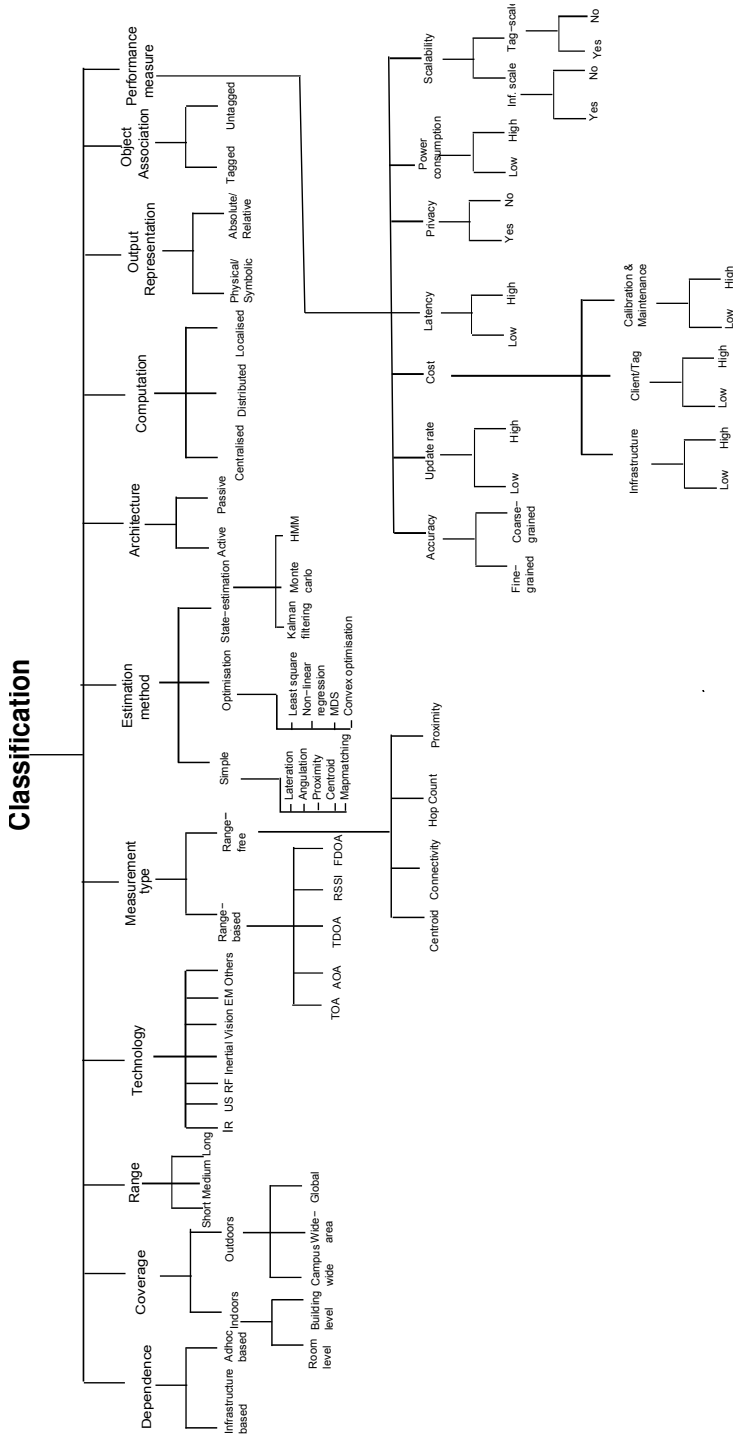 Classification
Dependence
Infrastructure
based
Adhoc
based
Coverage
Indoors
Room
level
Building
level
Outdoors
Campus
wide
Wide-
area
Global
Range
Short Medium Long
Technology
IR US RF Inertial Vision EM Others
Measurement
type
Range-
based
TOA AOA TDOA RSSI FDOA
Range-
free
Centroid Connectivity Hop Count Proximity
Estimation
method
Simple
Lateration
Angulation
Proximity
Centroid
Mapmatching
Optimisation
Least square
Non-linear
regression
MDS
Convex optimisation
State-estimation
Kalman
filtering
Monte
carlo
HMM
Architecture
Active Passive
Computation
Centralised Distributed Localised
Output
Representation
Physical/
Symbolic
Absolute/
Relative
Object
Association
Tagged Untagged
Performance
measure
Accuracy
Fine-
grained
Coarse-
grained
Update rate
Low High
Cost
Infrastructure
Low High
Client/Tag
Low High
Calibration &
Maintenance
Low High
Latency
Low High
Privacy
Yes No
Power
consumption
Low High
Scalability
Inf. scale
Yes No
Tag-scale
Yes No